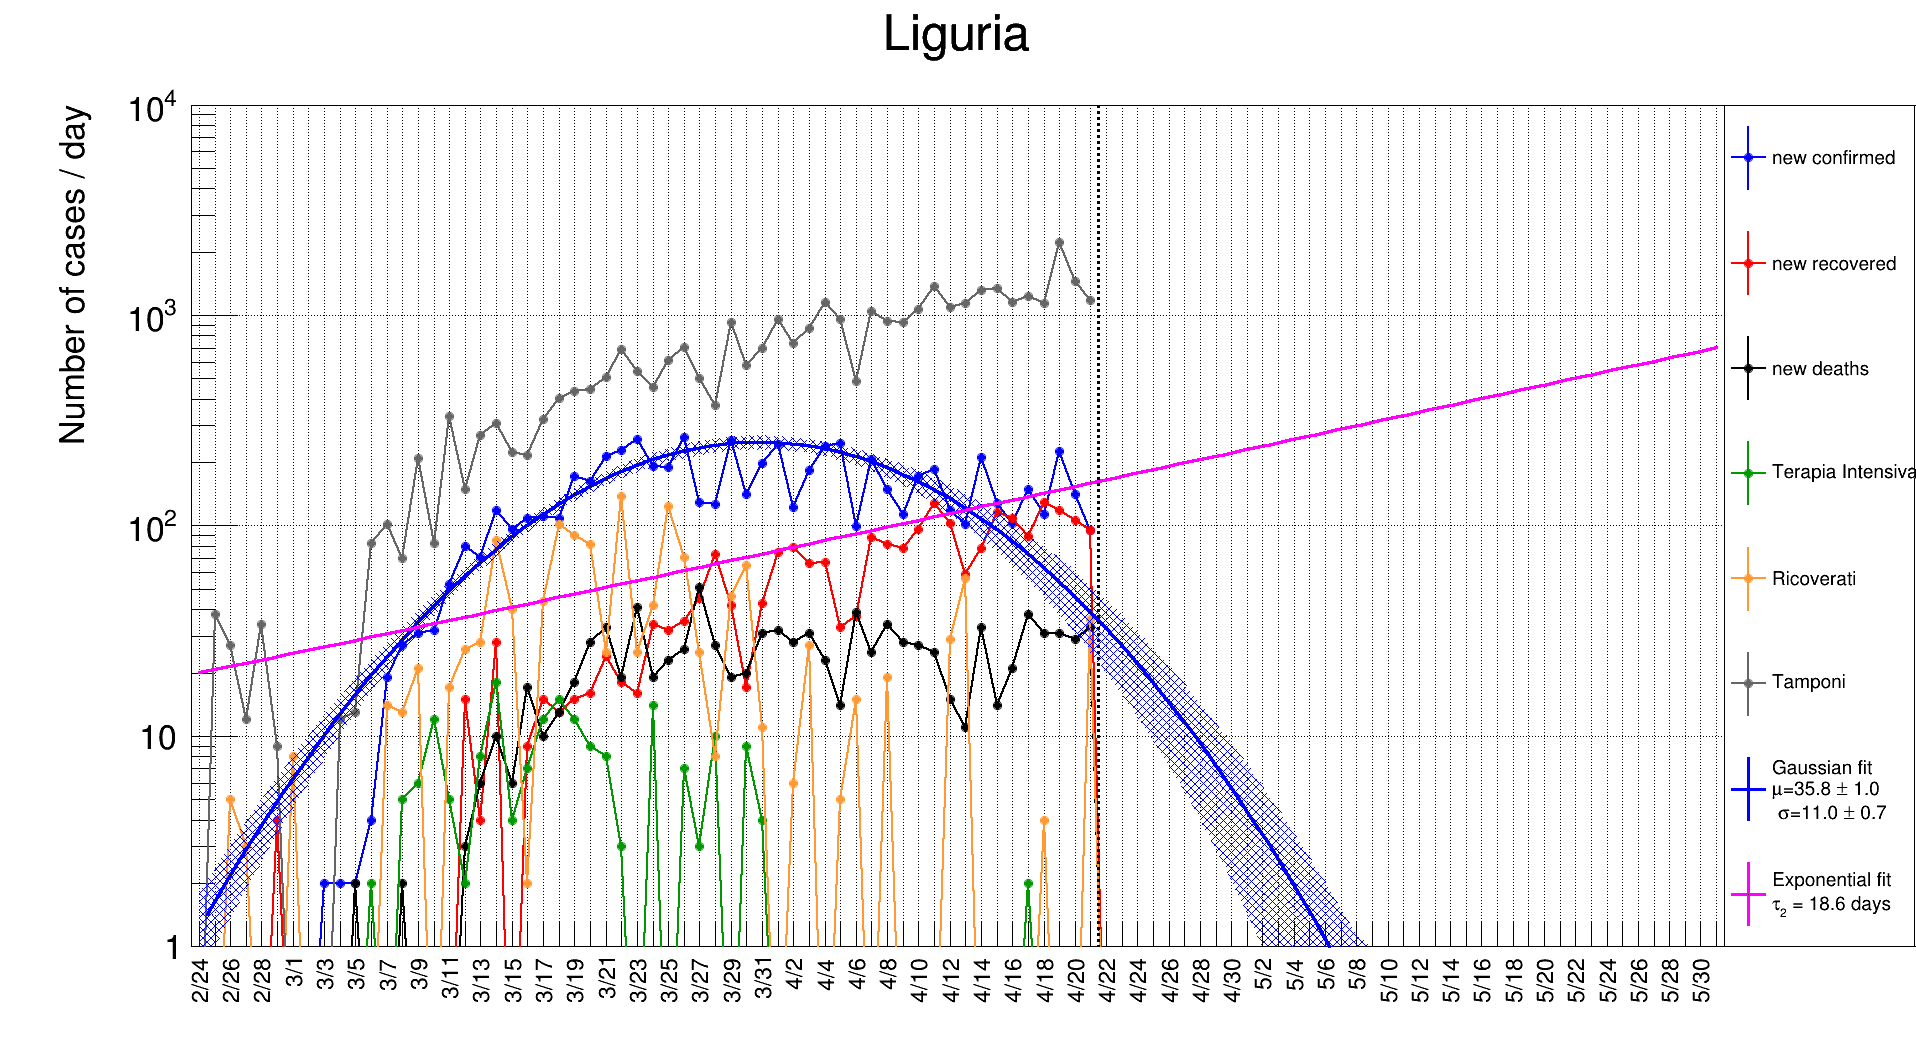 Liguria
Number of cases / day
10⁴
10³
10²
10
1
2/24 2/26 2/28 3/1 3/3 3/5 3/7 3/9 3/11 3/13 3/15 3/17 3/19 3/21 3/23 3/25 3/27 3/29 3/31 4/2 4/4 4/6 4/8 4/10 4/12 4/14 4/16 4/18 4/20 4/22 4/24 4/26 4/28 4/30 5/2 5/4 5/6 5/8 5/10 5/12 5/14 5/16 5/18 5/20 5/22 5/24 5/26 5/28 5/30
new confirmed
new recovered
new deaths
Terapia Intensiva
Ricoverati
Tamponi
Gaussian fit
μ=35.8 ± 1.0
σ=11.0 ± 0.7
Exponential fit
τ₂ = 18.6 days